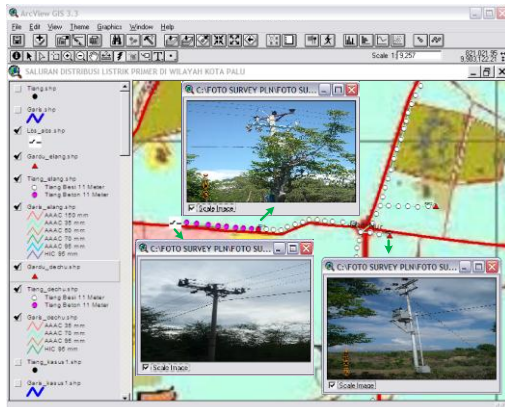 ArcView GIS 3.3
File Edit View Theme Graphics Window Help
Scale 1: 9,257
821,021.95
9,903,122.21
SALURAN DISTRIBUSI LISTRIK PRIMER DI WILAYAH KOTA PALU
Tiang.shp
Garis.shp
Lbs_abs.shp
Gardu_elang.shp
Tiang_elang.shp
Tiang Besi 11 Meter
Tiang Beton 11 Meter
Garis_elang.shp
AAAC 150 mm
AAAC 35 mm
AAAC 50 mm
AAAC 70 mm
AAAC 95 mm
HIC 95 mm
Gardu_dechu.shp
Tiang_dechu.shp
Tiang Besi 11 Meter
Tiang Beton 11 Meter
Garis_dechu.shp
AAAC 35 mm
AAAC 70 mm
AAAC 95 mm
HIC 95 mm
Tiang_kasus1.shp
Garis_kasus1.shp
C:\FOTO SURVEY PLN\FOTO SU...
Scale Image
C:\FOTO SURVEY PLN\FOTO SU...
Scale Image
C:\FOTO SURVEY PLN\FOTO SU...
Scale Image